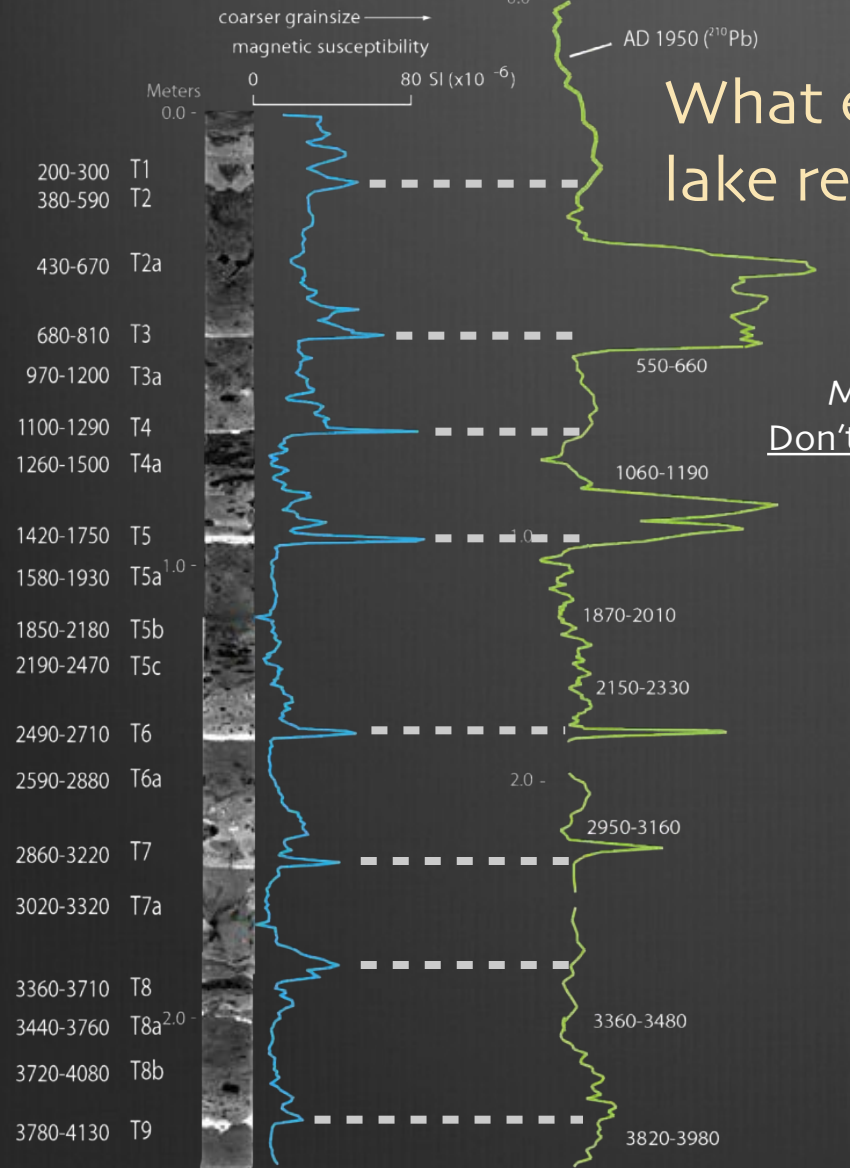 coarser grainsize
magnetic susceptibility
0 80 SI (x10 -6)
Meters
0.0 -
AD 1950 (210Pb)
What e
lake re
200-300 T1
380-590 T2
430-670 T2a
680-810 T3
550-660
970-1200 T3a
M
Don't
1100-1290 T4
1260-1500 T4a
1060-1190
1420-1750 T5
1.0
1.0 -
1580-1930 T5a
1870-2010
1850-2180 T5b
2190-2470 T5c
2150-2330
2490-2710 T6
2590-2880 T6a
2.0 -
2950-3160
2860-3220 T7
3020-3320 T7a
3360-3710 T8
2.0 -
3440-3760 T8a
3360-3480
3720-4080 T8b
3780-4130 T9
3820-3980